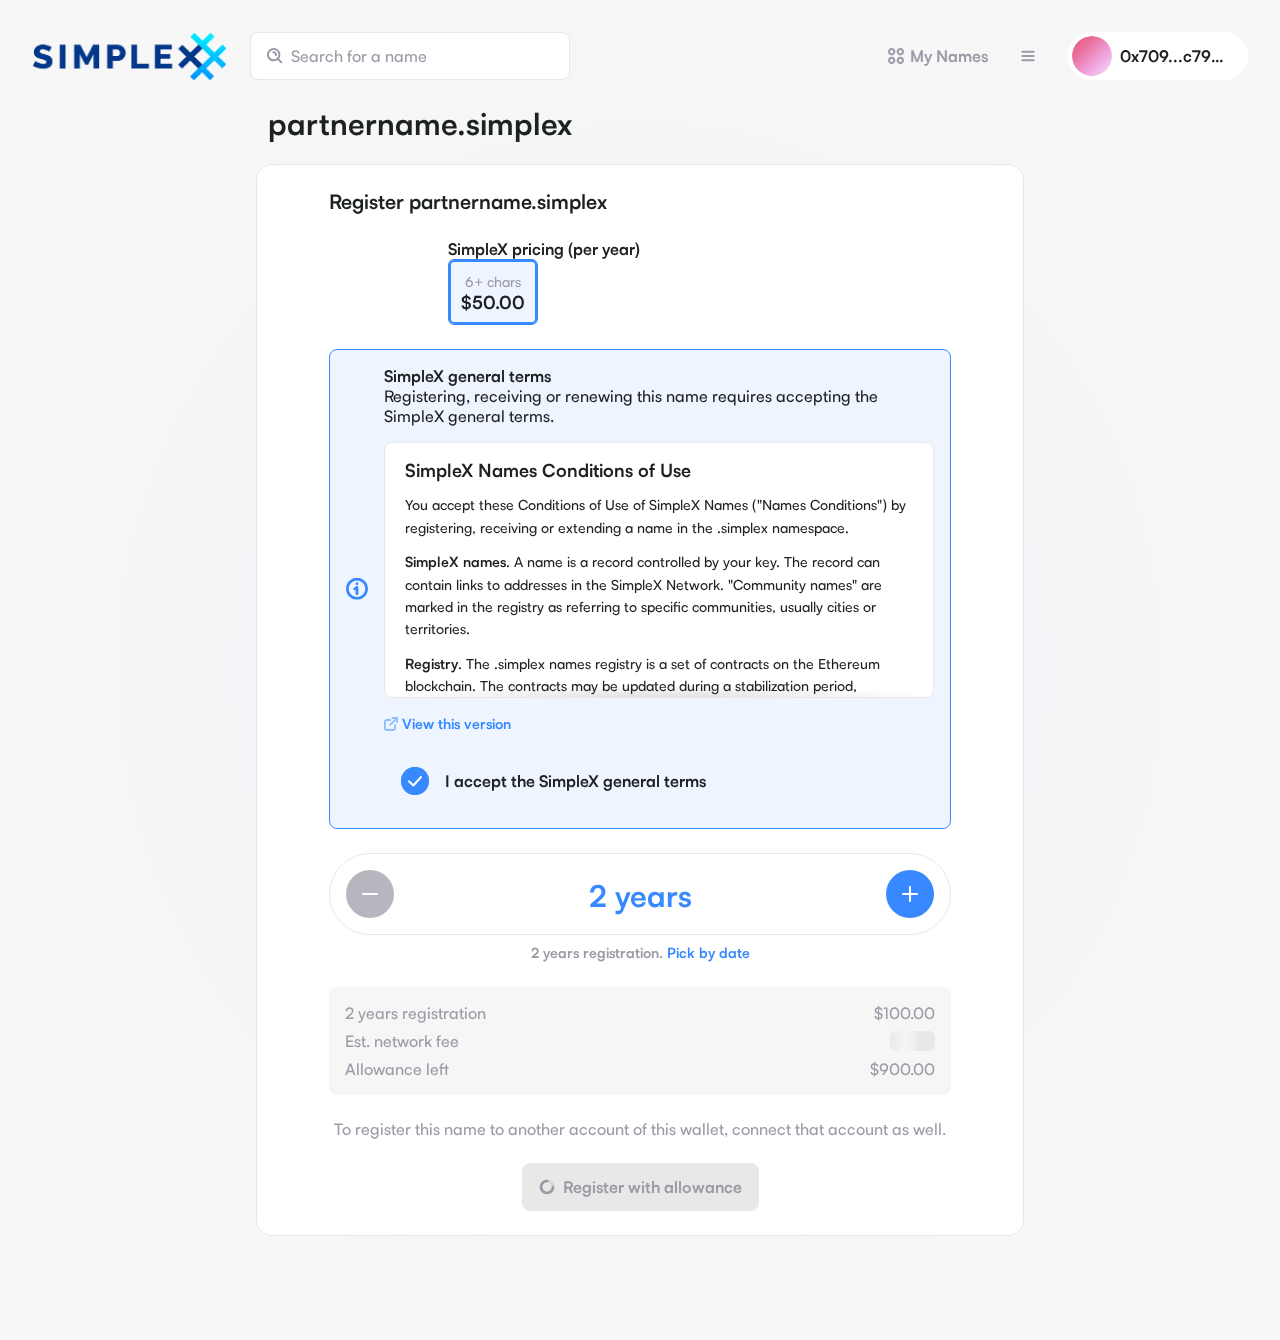 SIMPLEX
Search for a name
My Names
0x709...c79...
partnername.simplex
Register partnername.simplex
SimpleX pricing (per year)
6+ chars
$50.00
SimpleX general terms
Registering, receiving or renewing this name requires accepting the
SimpleX general terms.
SimpleX Names Conditions of Use
You accept these Conditions of Use of SimpleX Names ("Names Conditions") by
registering, receiving or extending a name in the .simplex namespace.
SimpleX names. A name is a record controlled by your key. The record can
contain links to addresses in the SimpleX Network. "Community names" are
marked in the registry as referring to specific communities, usually cities or
territories.
Registry. The .simplex names registry is a set of contracts on the Ethereum
blockchain. The contracts may be updated during a stabilization period,
View this version
I accept the SimpleX general terms
2 years
2 years registration. Pick by date
2 years registration $100.00
Est. network fee
Allowance left $900.00
To register this name to another account of this wallet, connect that account as well.
Register with allowance